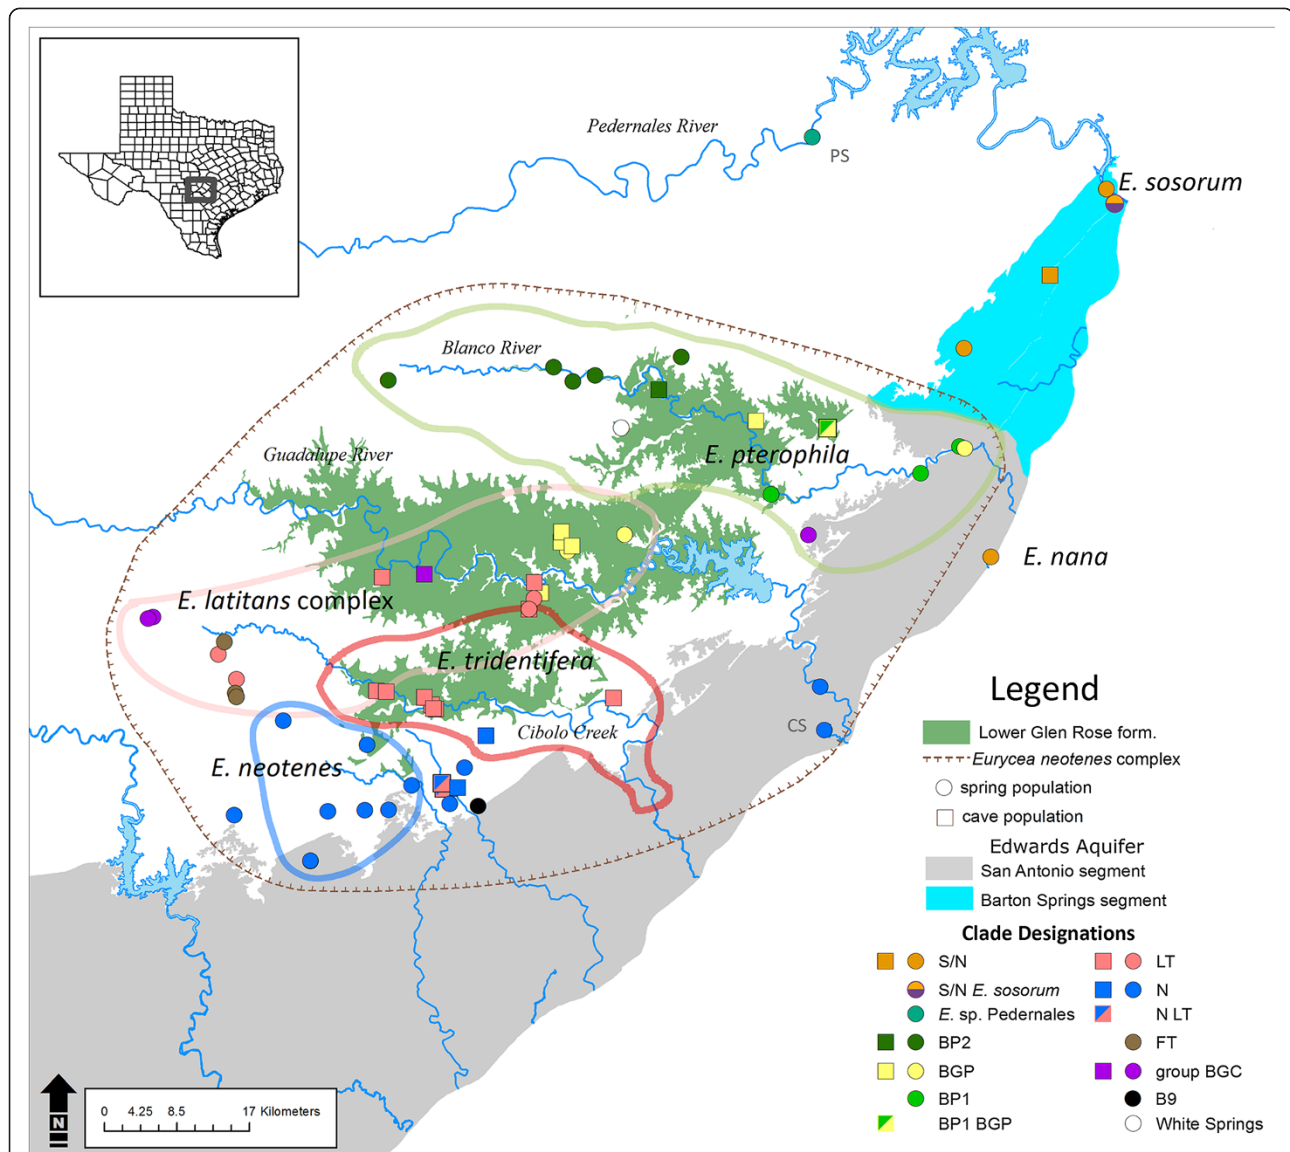 Pedernales River
PS
E. sosorum
Blanco River
Guadalupe River
E. pterophila
E. nana
E. latitans complex
E. tridentifera
Cibolo Creek
CS
E. neotenes
Legend
Lower Glen Rose form.
Eurycea neotenes complex
spring population
cave population
Edwards Aquifer
San Antonio segment
Barton Springs segment
Clade Designations
S/N
LT
S/N E. sosorum
N
E. sp. Pedernales
N LT
BP2
FT
BGP
group BGC
BP1
B9
BP1 BGP
White Springs
N
0 4.25 8.5 17 Kilometers